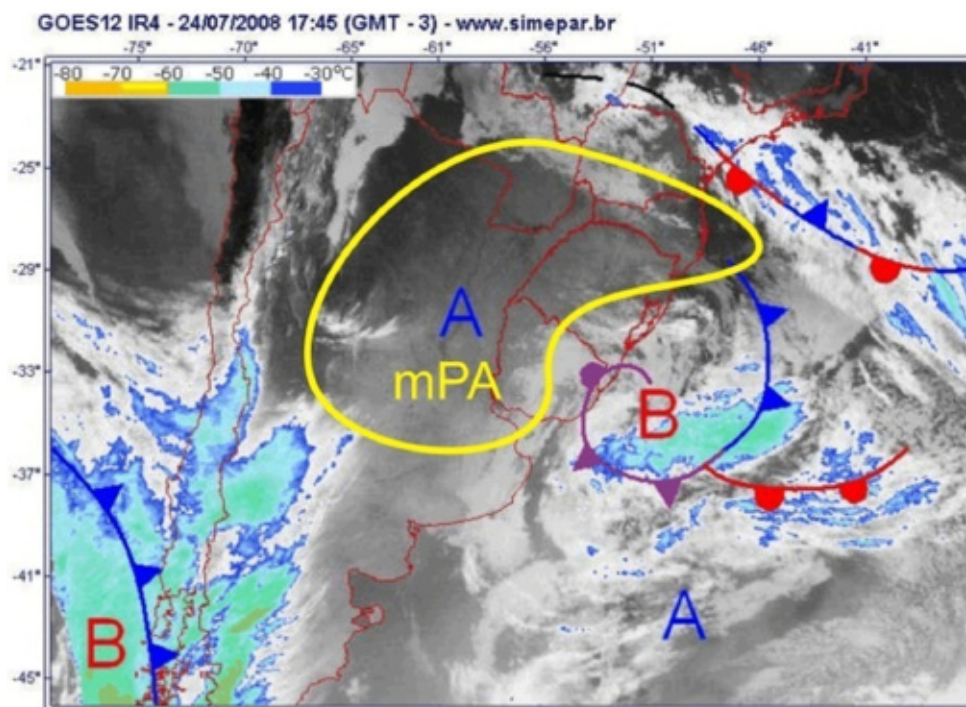 GOES12 IR4 - 24/07/2008 17:45 (GMT - 3) - www.simepar.br
-75° -70° -65° -60° -56° -51° -46° -41°
-80 -70 -60 -50 -40 -30°C
-21°
-25°
-29°
A
mPA
-33°
B
-37°
-41°
A
B
-45°